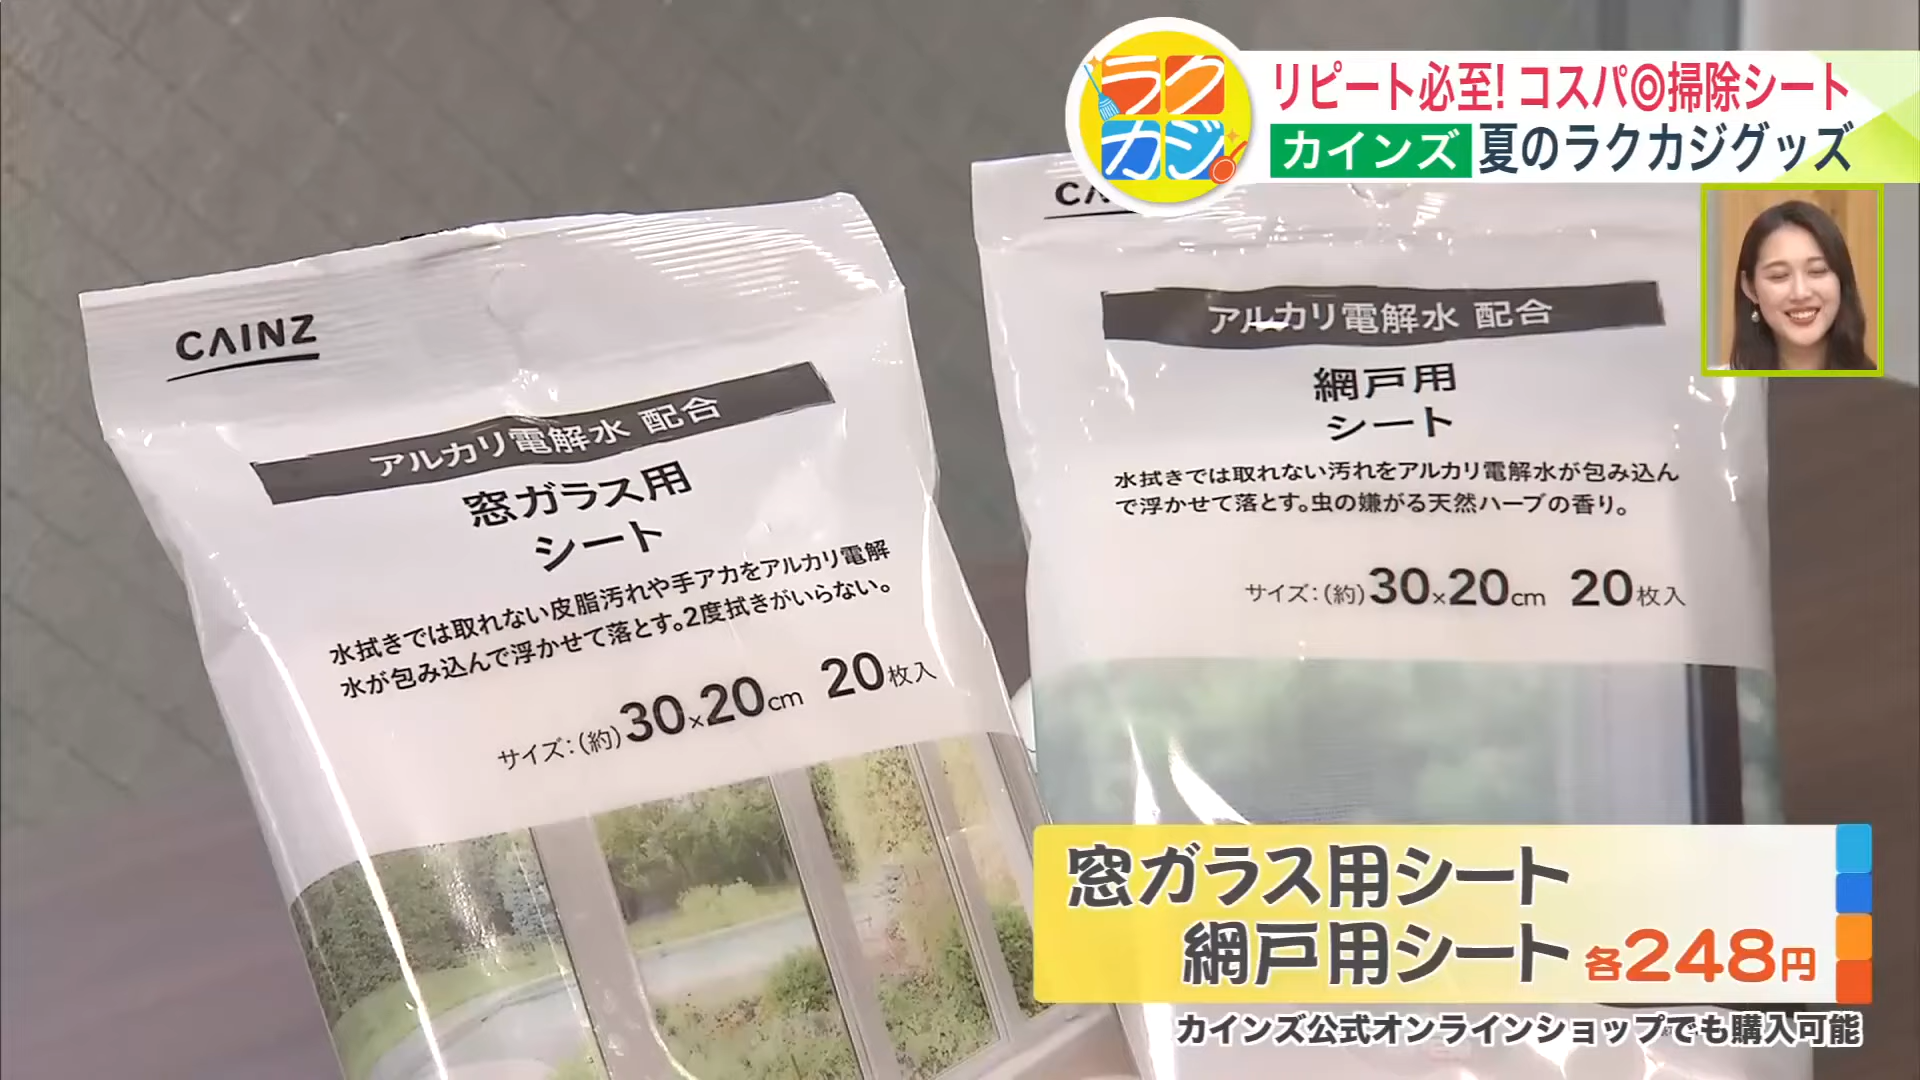 ラク
カジ
リピート必至!コスパ◎掃除シート
カインズ 夏のラクカジグッズ
CAINZ
アルカリ電解水 配合
窓ガラス用
シート
水拭きでは取れない皮脂汚れや手アカをアルカリ電解
水が包み込んで浮かせて落とす。2度拭きがいらない。
サイズ:(約)30×20cm 20枚入
アルカリ電解水 配合
網戸用
シート
水拭きでは取れない汚れをアルカリ電解水が包み込ん
で浮かせて落とす。虫の嫌がる天然ハーブの香り。
サイズ:(約)30×20cm 20枚入
窓ガラス用シート
網戸用シート 各248円
カインズ公式オンラインショップでも購入可能